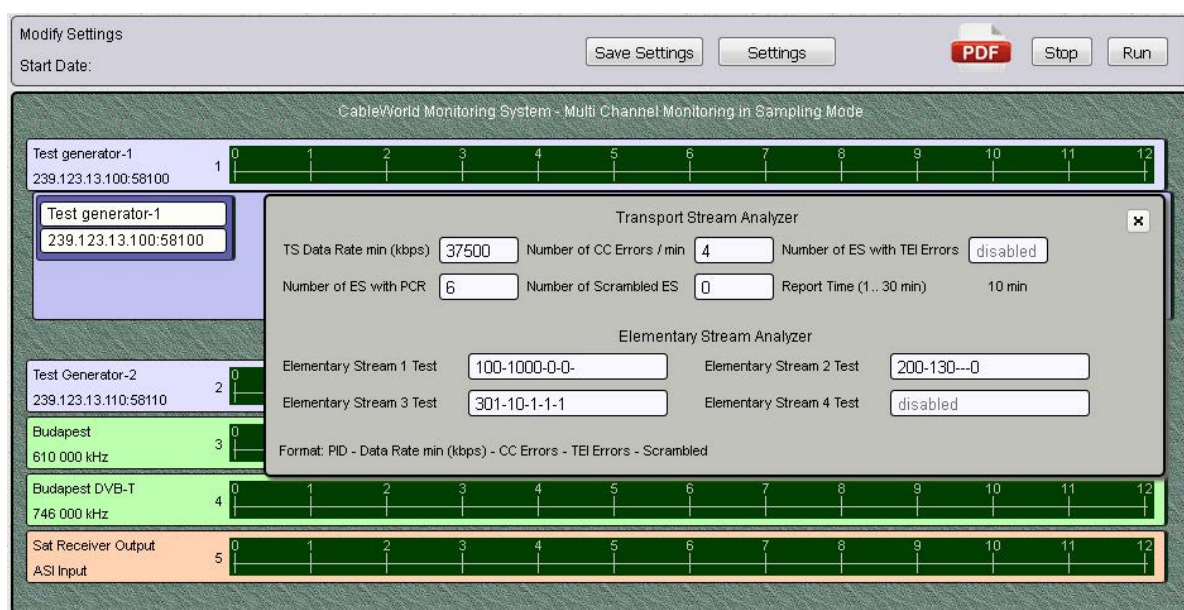 Modify Settings
Start Date:
Save Settings
Settings
PDF
Stop
Run
CableWorld Monitoring System - Multi Channel Monitoring in Sampling Mode
Test generator-1
239.123.13.100:58100
1
0 1 2 3 4 5 6 7 8 9 10 11 12
Test generator-1
239.123.13.100:58100
Transport Stream Analyzer
x
TS Data Rate min (kbps) 37500 Number of CC Errors / min 4 Number of ES with TEI Errors disabled
Number of ES with PCR 6 Number of Scrambled ES 0 Report Time (1.. 30 min) 10 min
Elementary Stream Analyzer
Elementary Stream 1 Test 100-1000-0-0- Elementary Stream 2 Test 200-130---0
Elementary Stream 3 Test 301-10-1-1-1 Elementary Stream 4 Test disabled
Format: PID - Data Rate min (kbps) - CC Errors - TEI Errors - Scrambled
Test Generator-2
239.123.13.110:58110
2
0 12
Budapest
610 000 kHz
3
0 12
Budapest DVB-T
746 000 kHz
4
0 1 2 3 4 5 6 7 8 9 10 11 12
Sat Receiver Output
ASI Input
5
0 1 2 3 4 5 6 7 8 9 10 11 12